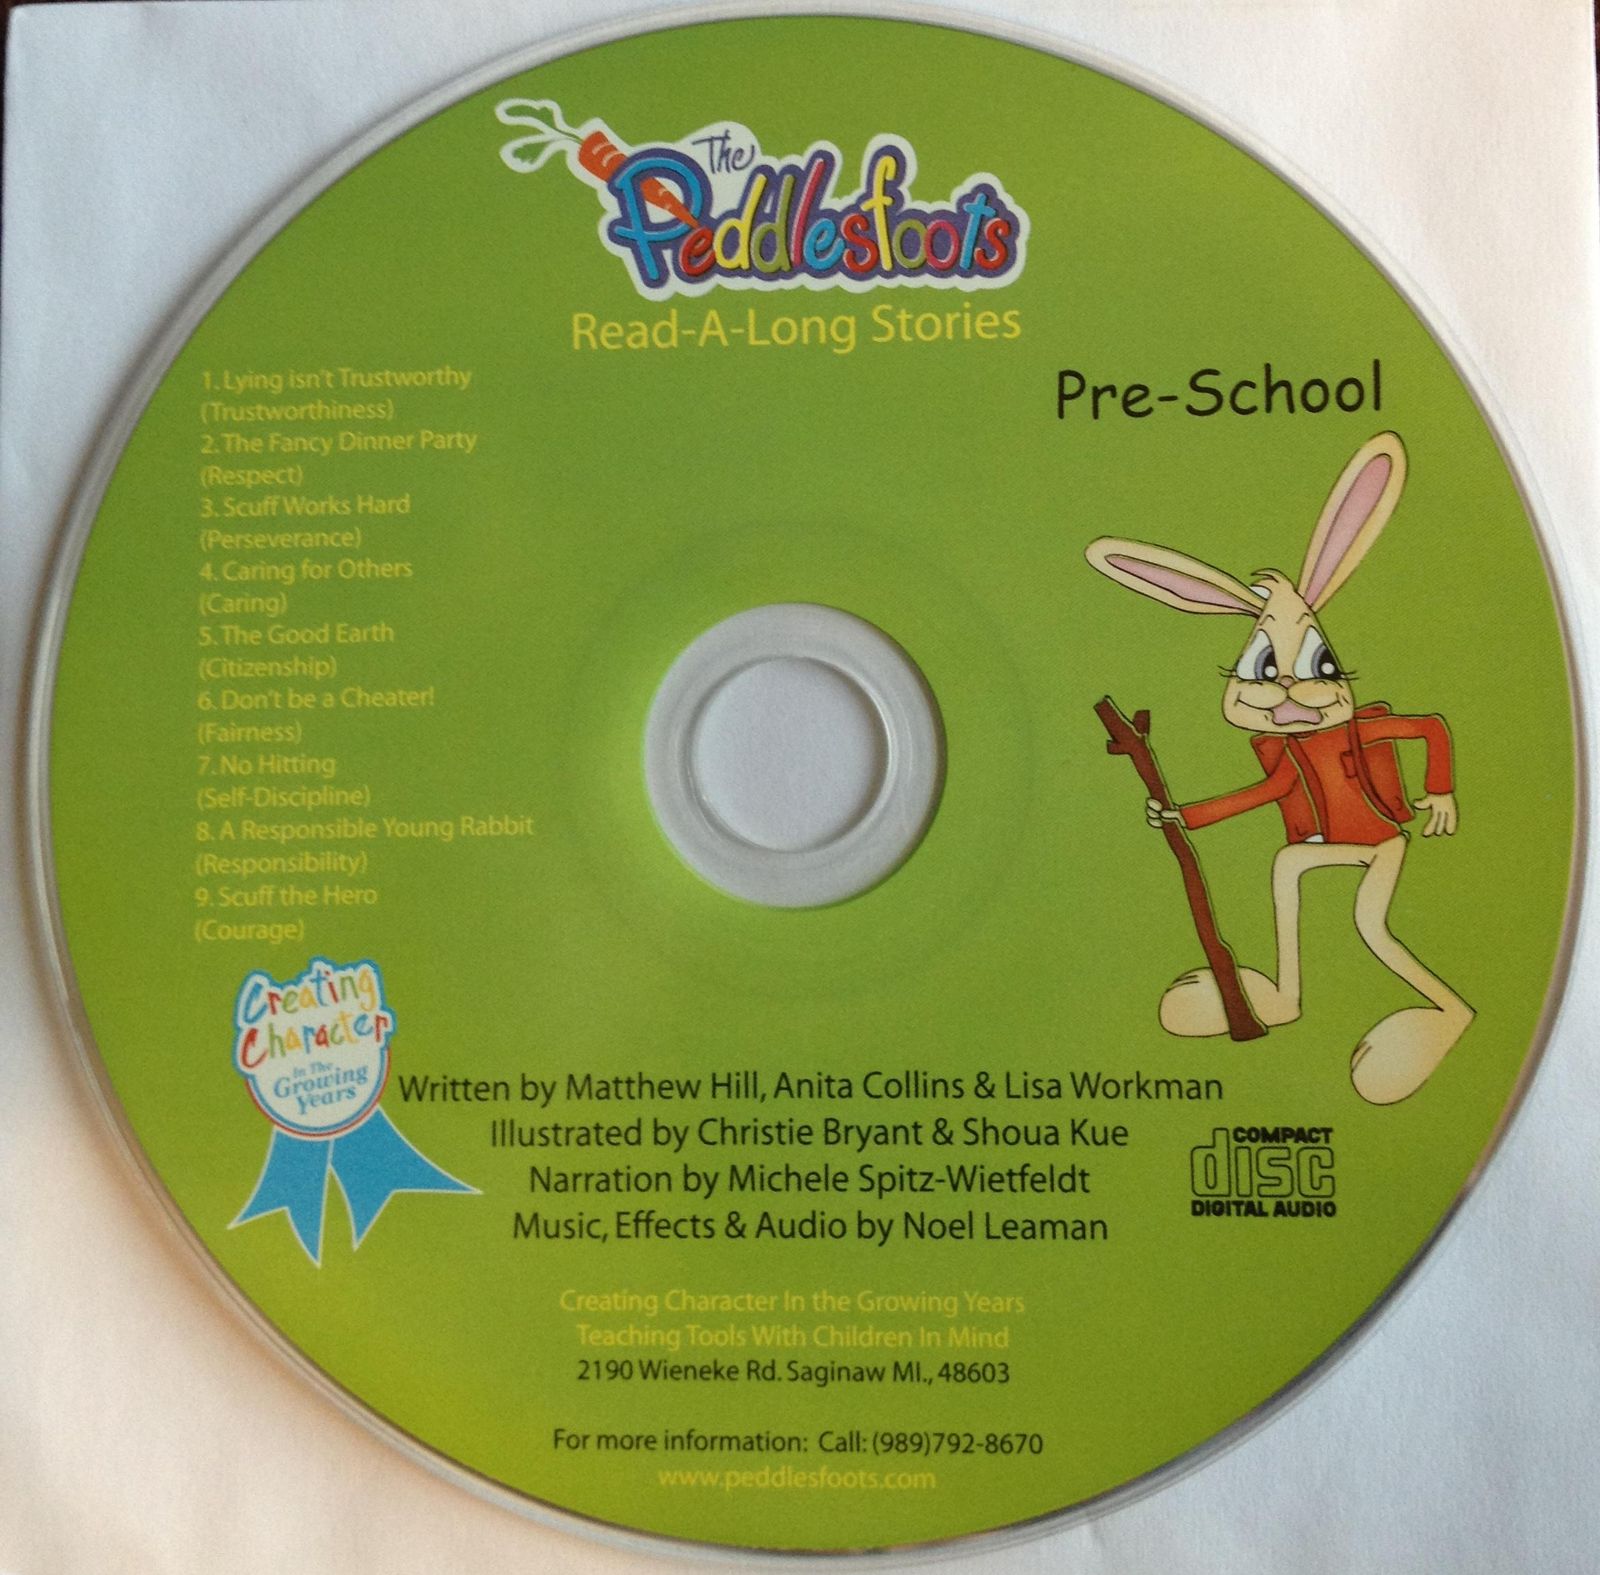 The
Peddlesfoots
Read-A-Long Stories
Pre-School
1. Lying isn't Trustworthy
(Trustworthiness)
2. The Fancy Dinner Party
(Respect)
3. Scuff Works Hard
(Perseverance)
4. Caring for Others
(Caring)
5. The Good Earth
(Citizenship)
6. Don't be a Cheater!
(Fairness)
7. No Hitting
(Self-Discipline)
8. A Responsible Young Rabbit
(Responsibility)
9. Scuff the Hero
(Courage)
Creating
Character
In The
Growing
Years
Written by Matthew Hill, Anita Collins & Lisa Workman
Illustrated by Christie Bryant & Shoua Kue
Narration by Michele Spitz-Wietfeldt
Music, Effects & Audio by Noel Leaman
COMPACT
disc
DIGITAL AUDIO
Creating Character In the Growing Years
Teaching Tools With Children In Mind
2190 Wieneke Rd. Saginaw MI., 48603
For more information: Call: (989)792-8670
www.peddlesfoots.com